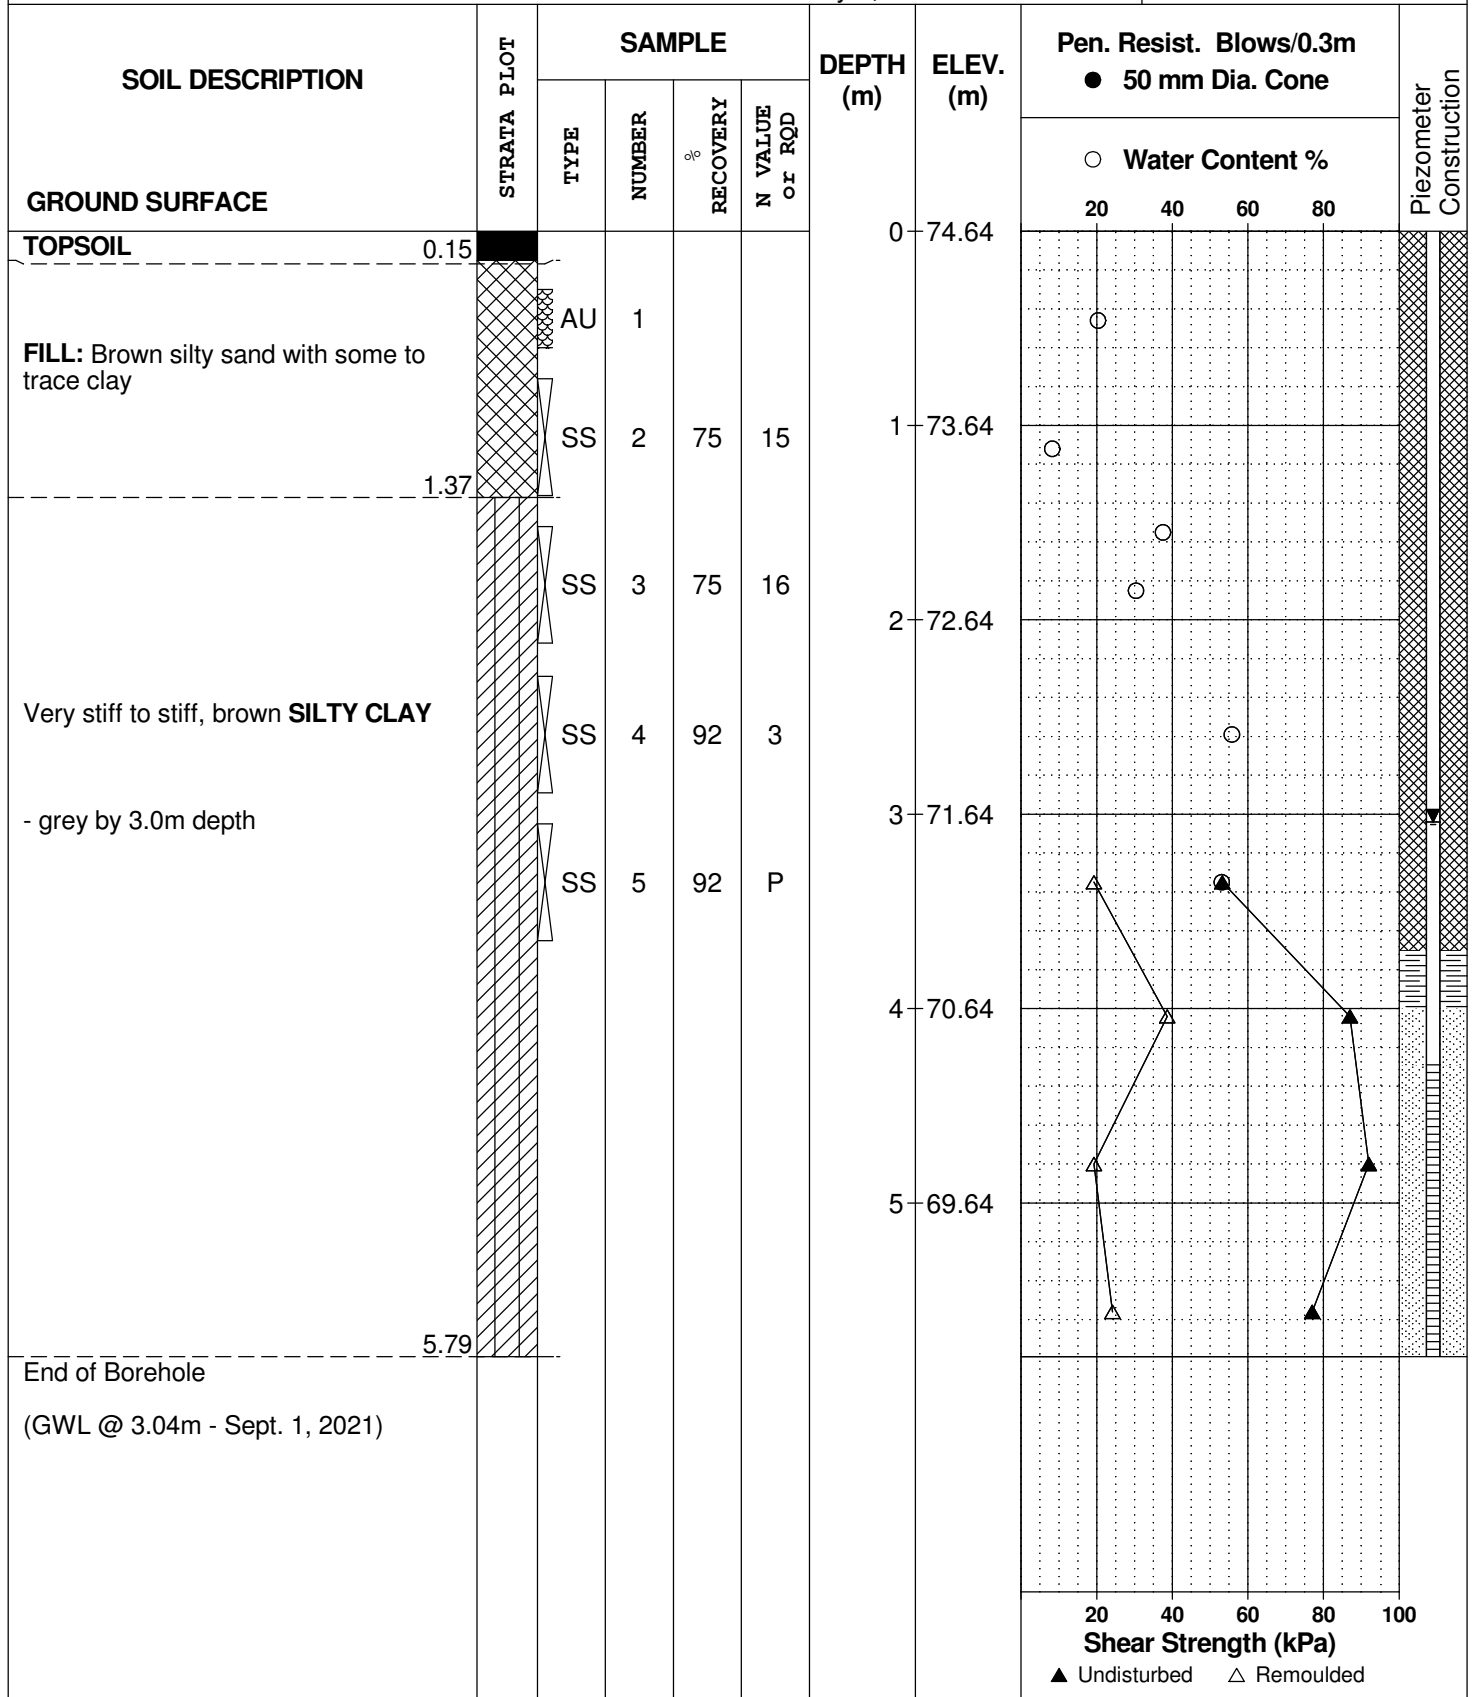 SOIL DESCRIPTION
GROUND SURFACE
STRATA PLOT
SAMPLE
TYPE
NUMBER
% RECOVERY
N VALUE or RQD
DEPTH (m)
ELEV. (m)
Pen. Resist. Blows/0.3m
● 50 mm Dia. Cone
○ Water Content %
20 40 60 80
Piezometer Construction
TOPSOIL 0.15
0 74.64
AU 1
FILL: Brown silty sand with some to
trace clay
1 73.64
SS 2 75 15
1.37
SS 3 75 16
2 72.64
Very stiff to stiff, brown SILTY CLAY
SS 4 92 3
- grey by 3.0m depth
3 71.64
SS 5 92 P
4 70.64
5 69.64
5.79
End of Borehole
(GWL @ 3.04m - Sept. 1, 2021)
20 40 60 80 100
Shear Strength (kPa)
▲ Undisturbed △ Remoulded